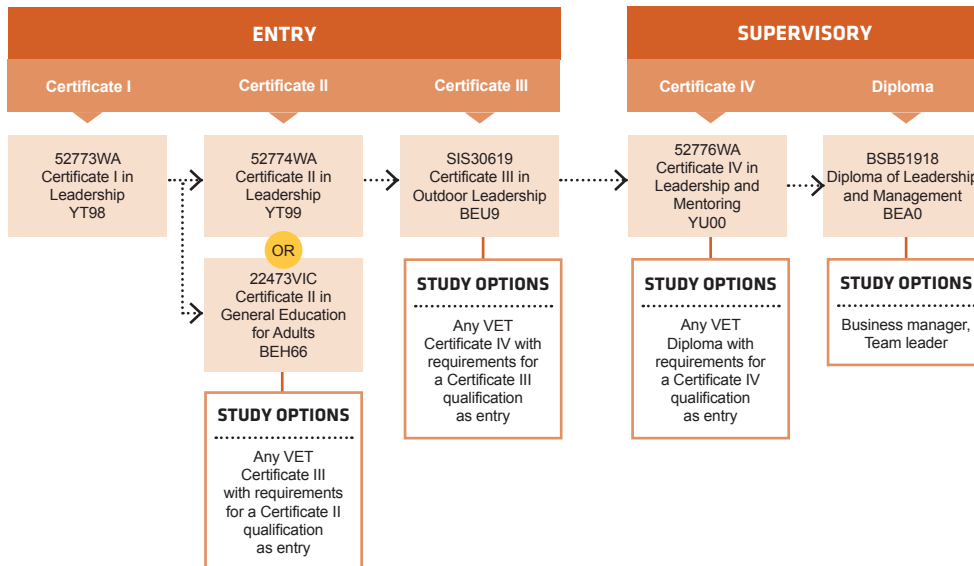 ENTRY
SUPERVISORY
Certificate I
Certificate II
Certificate III
Certificate IV
Diploma
52773WA
Certificate I in
Leadership
YT98
52774WA
Certificate II in
Leadership
YT99
OR
22473VIC
Certificate II in
General Education
for Adults
BEH66
STUDY OPTIONS
Any VET
Certificate III
with requirements
for a Certificate II
qualification
as entry
SIS30619
Certificate III in
Outdoor Leadership
BEU9
STUDY OPTIONS
Any VET
Certificate IV with
requirements for
a Certificate III
qualification
as entry
52776WA
Certificate IV in
Leadership and
Mentoring
YU00
STUDY OPTIONS
Any VET
Diploma with
requirements for
a Certificate IV
qualification
as entry
BSB51918
Diploma of Leadership
and Management
BEA0
STUDY OPTIONS
Business manager,
Team leader